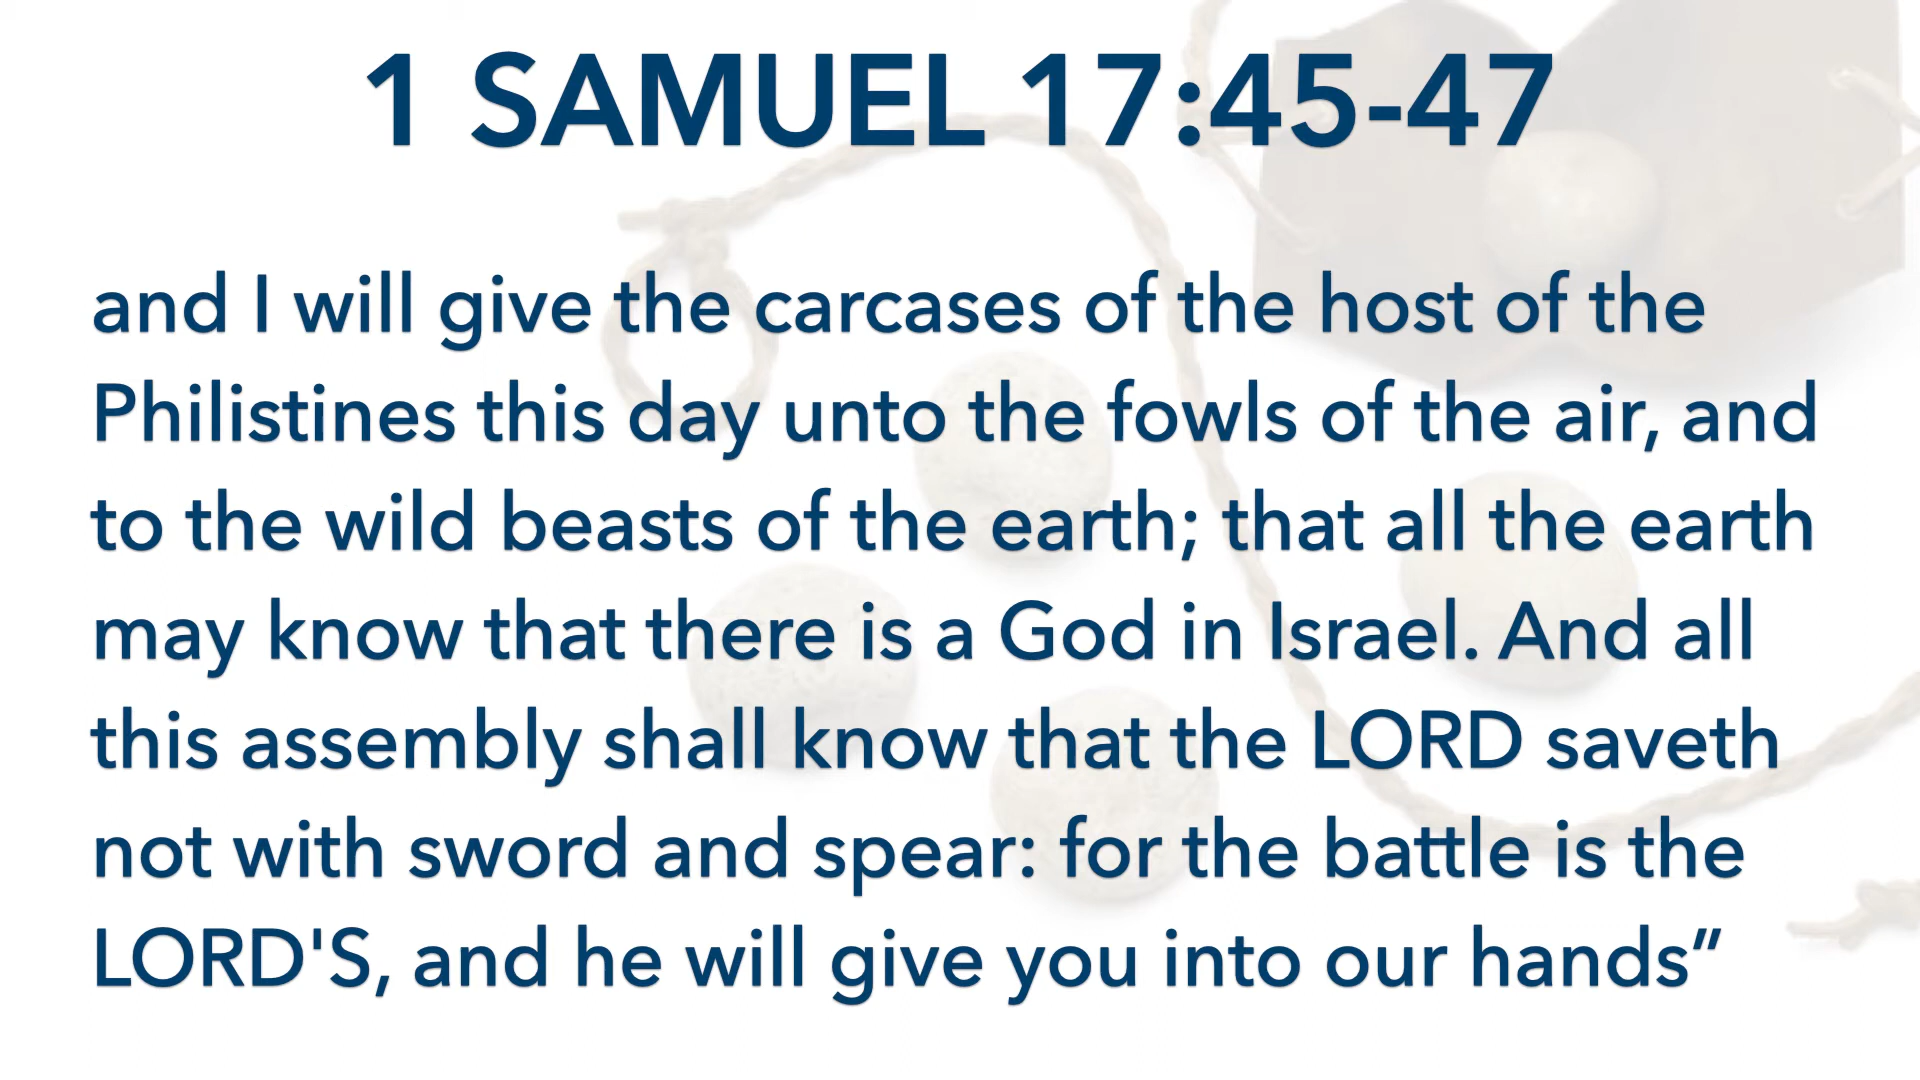 1 SAMUEL 17:45-47
and I will give the carcases of the host of the
Philistines this day unto the fowls of the air, and
to the wild beasts of the earth; that all the earth
may know that there is a God in Israel. And all
this assembly shall know that the LORD saveth
not with sword and spear: for the battle is the
LORD'S, and he will give you into our hands”